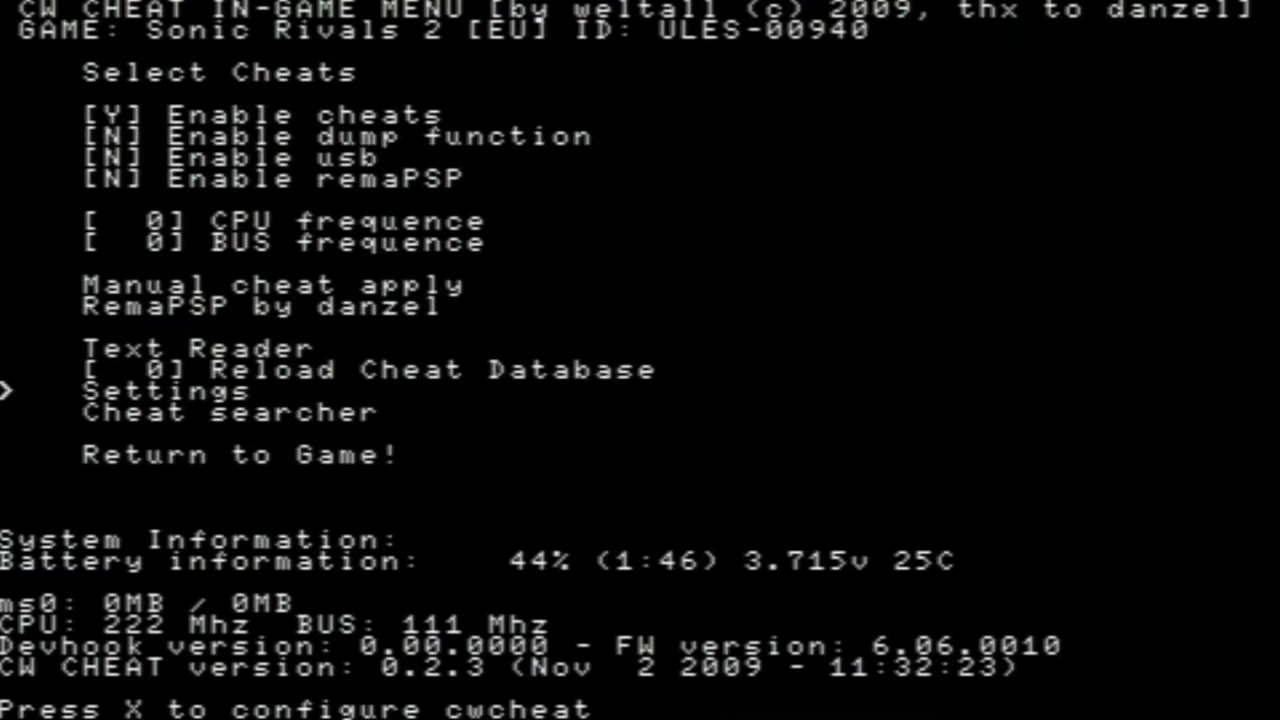 CW CHEAT IN-GAME MENU [by weltall (c) 2009, thx to danzel]
GAME: Sonic Rivals 2 [EU] ID: ULES-00940
Select Cheats
[Y] Enable cheats
[N] Enable dump function
[N] Enable usb
[N] Enable remaPSP
[   0] CPU frequence
[   0] BUS frequence
Manual cheat apply
RemaPSP by danzel
Text Reader
[   0] Reload Cheat Database
> Settings
Cheat searcher
Return to Game!
System Information:
Battery information:     44% (1:46) 3.715v 25C
ms0: 0MB / 0MB
CPU: 222 Mhz  BUS: 111 Mhz
Devhook version: 0.00.0000 - FW version: 6.06.0010
CW CHEAT version: 0.2.3 (Nov  2 2009 - 11:32:23)
Press X to configure cwcheat